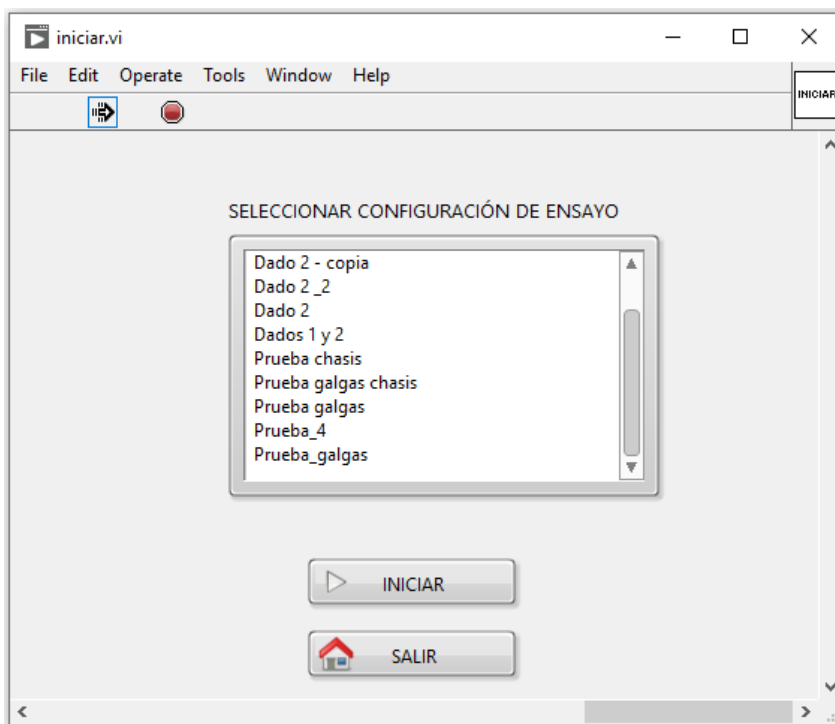 iniciar.vi
File Edit Operate Tools Window Help
INICIAR
SELECCIONAR CONFIGURACIÓN DE ENSAYO
Dado 2 - copia
Dado 2 _2
Dado 2
Dados 1 y 2
Prueba chasis
Prueba galgas chasis
Prueba galgas
Prueba_4
Prueba_galgas
INICIAR
SALIR